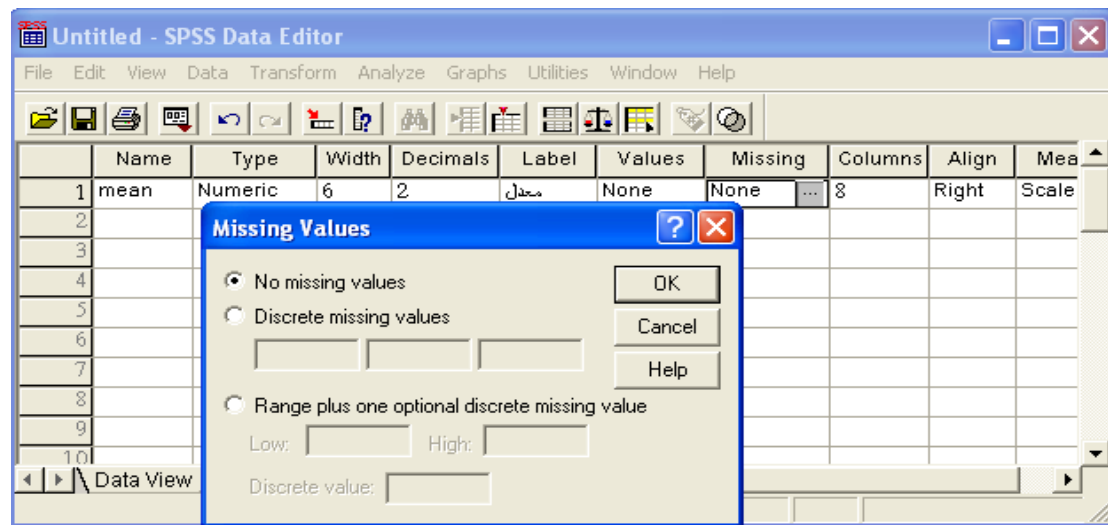 SPSS
Untitled - SPSS Data Editor
File Edit View Data Transform Analyze Graphs Utilities Window Help
Name Type Width Decimals Label Values Missing Columns Align Mea
1 mean Numeric 6 2 معدل None None ... 8 Right Scale
2
Missing Values
3
4 No missing values OK
5 Discrete missing values Cancel
6
7 Help
8 Range plus one optional discrete missing value
9 Low: High:
10
Data View Discrete value: